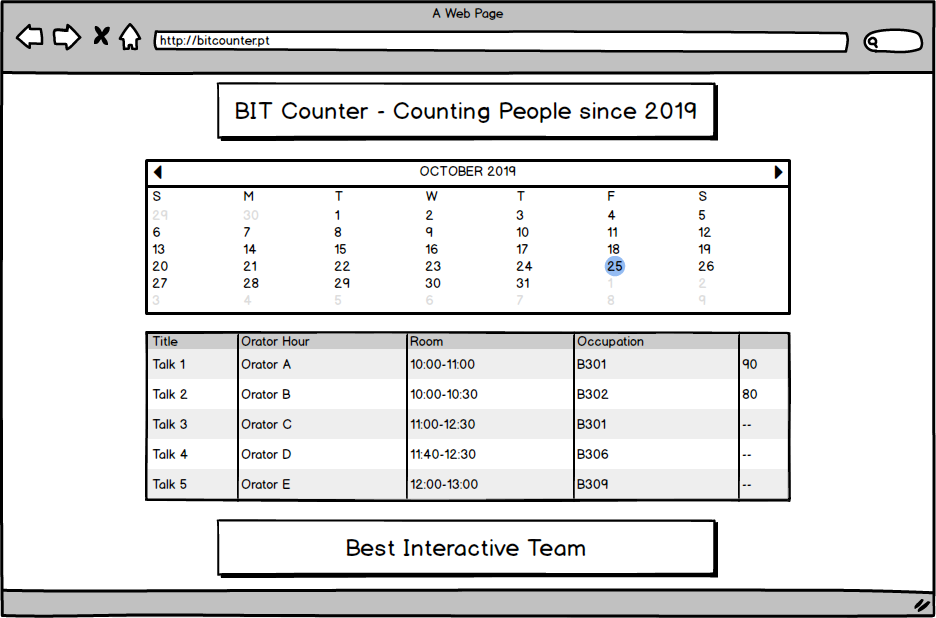 A Web Page
http://bitcounter.pt
BIT Counter - Counting People since 2019
OCTOBER 2019
S M T W T F S
29 30 1 2 3 4 5
6 7 8 9 10 11 12
13 14 15 16 17 18 19
20 21 22 23 24 25 26
27 28 29 30 31 1 2
3 4 5 6 7 8 9
Title Orator Hour Room Occupation
Talk 1 Orator A 10:00-11:00 B301 90
Talk 2 Orator B 10:00-10:30 B302 80
Talk 3 Orator C 11:00-12:30 B301 --
Talk 4 Orator D 11:40-12:30 B306 --
Talk 5 Orator E 12:00-13:00 B309 --
Best Interactive Team